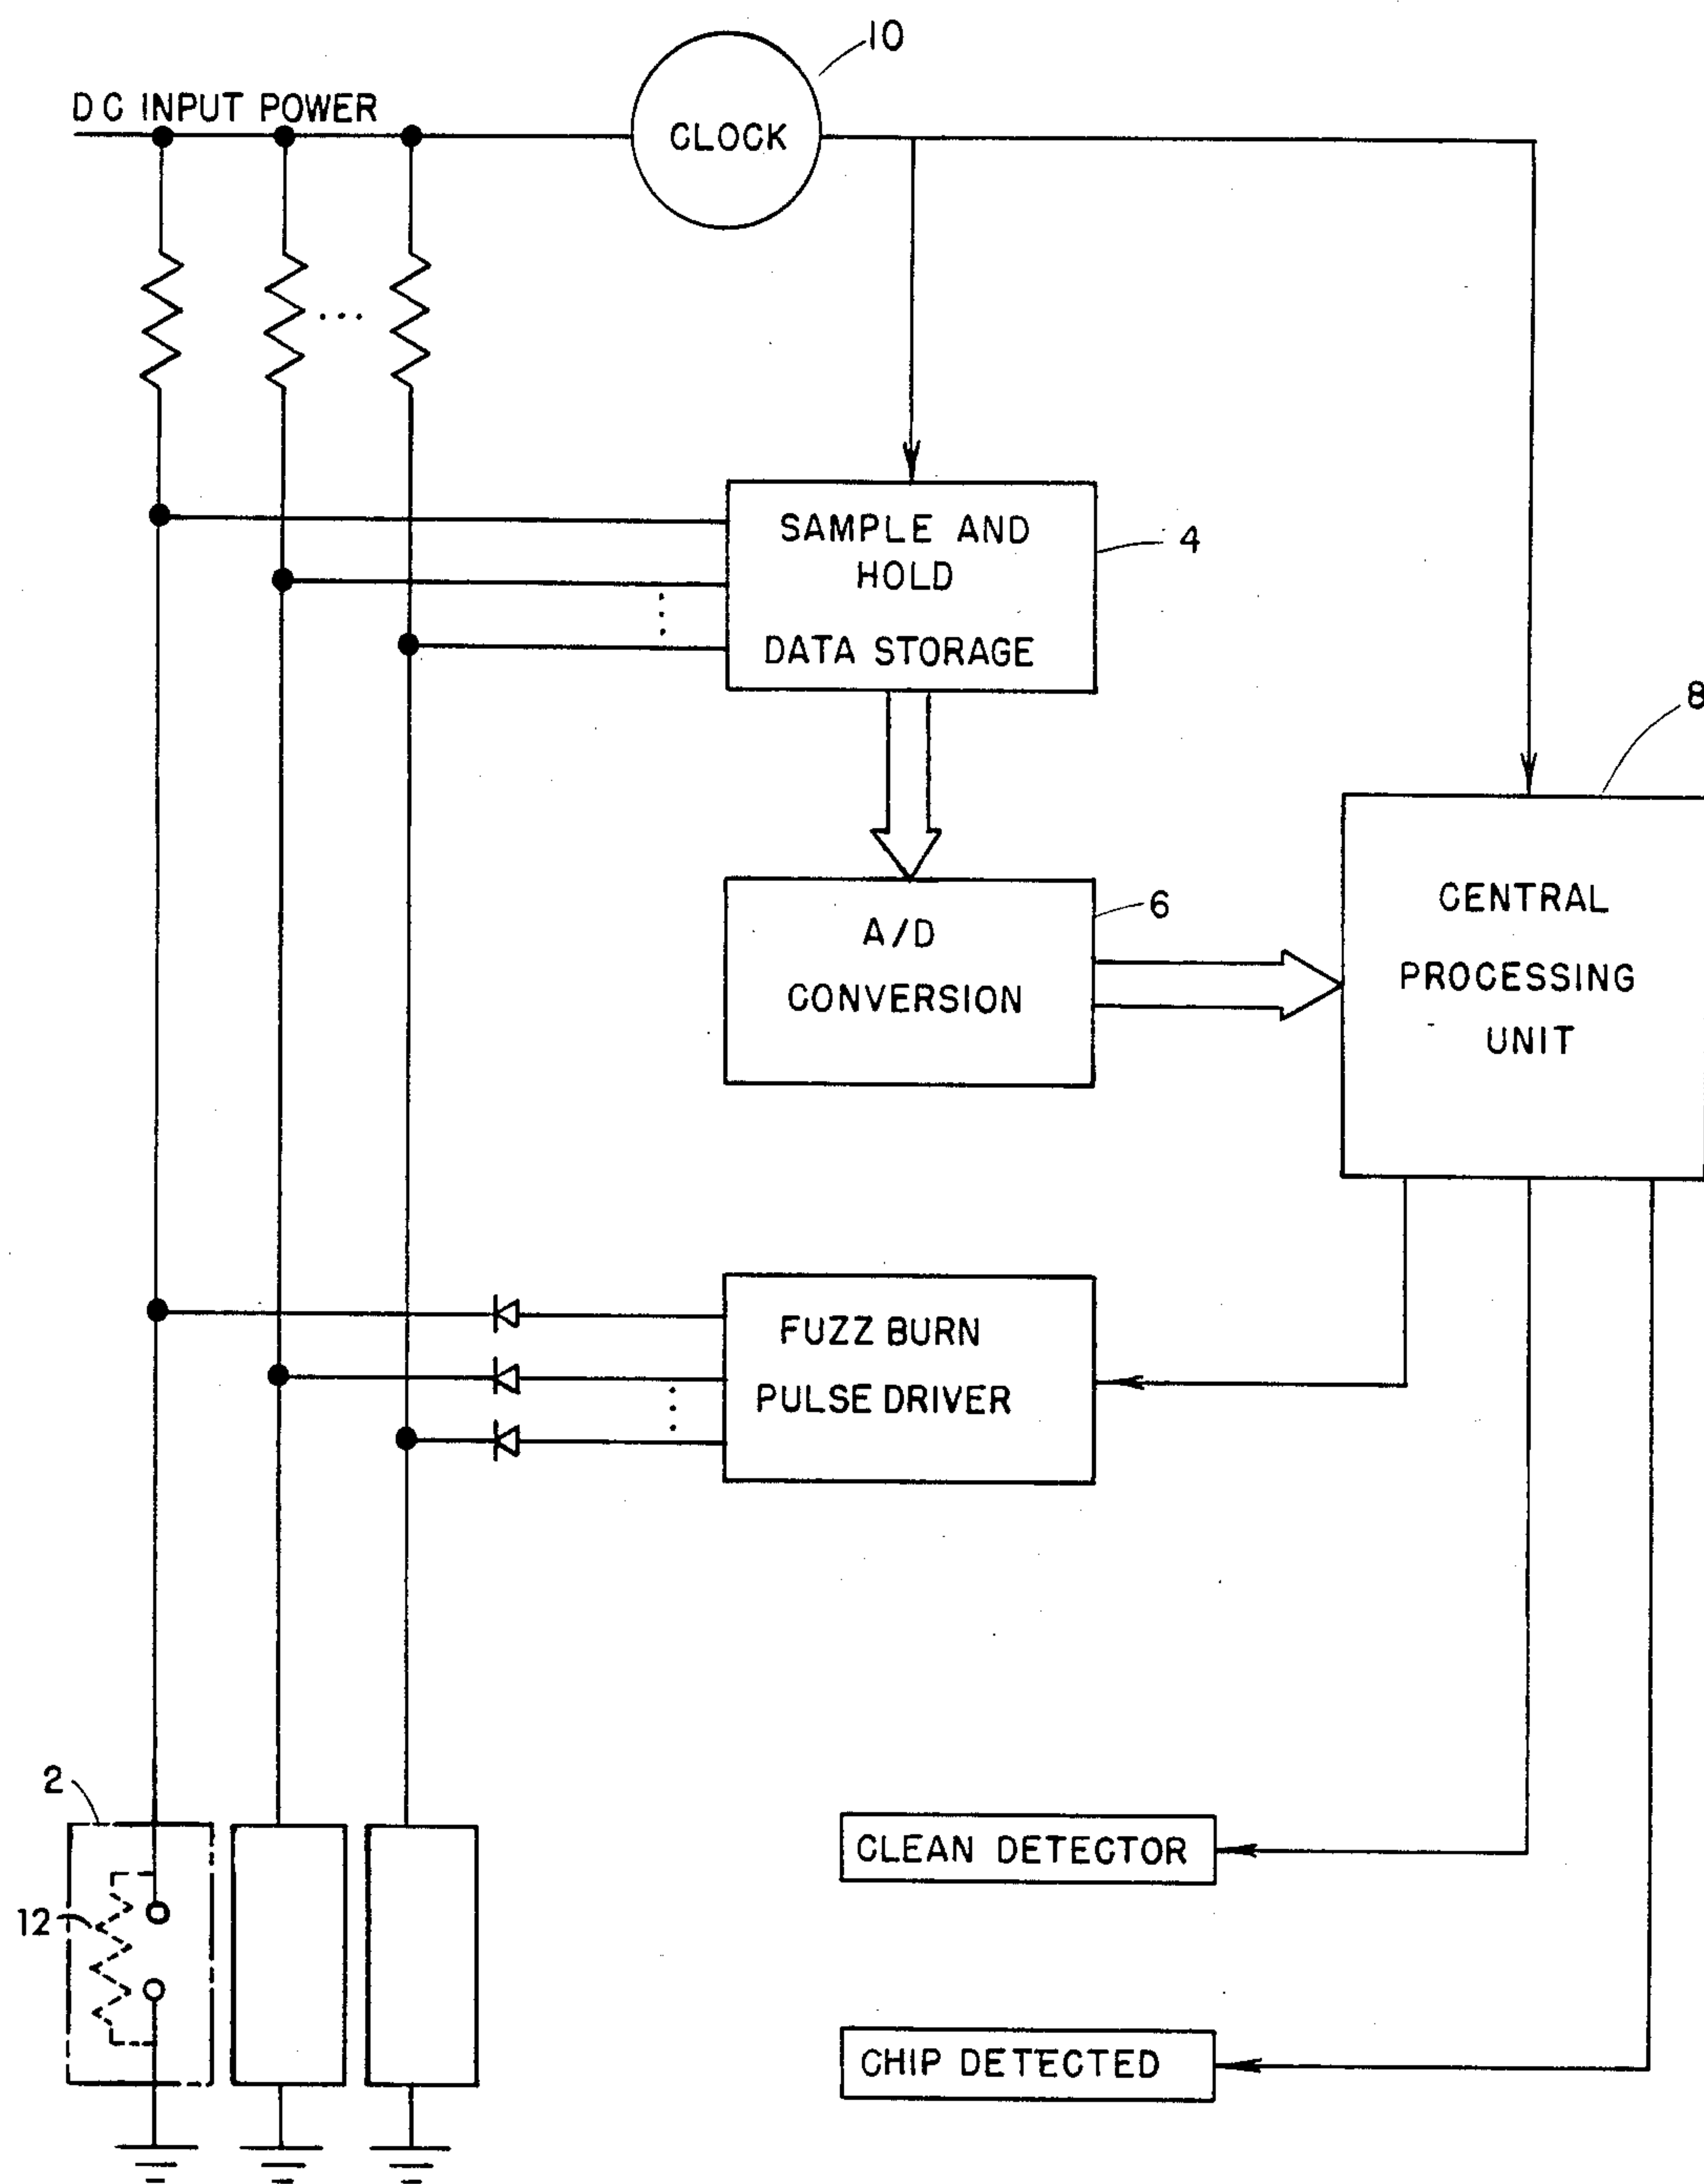 10
DC INPUT POWER
CLOCK
SAMPLE AND
HOLD
DATA STORAGE
4
8
A/D
CONVERSION
6
CENTRAL
PROCESSING
UNIT
FUZZ BURN
PULSE DRIVER
2
12
CLEAN DETECTOR
CHIP DETECTED